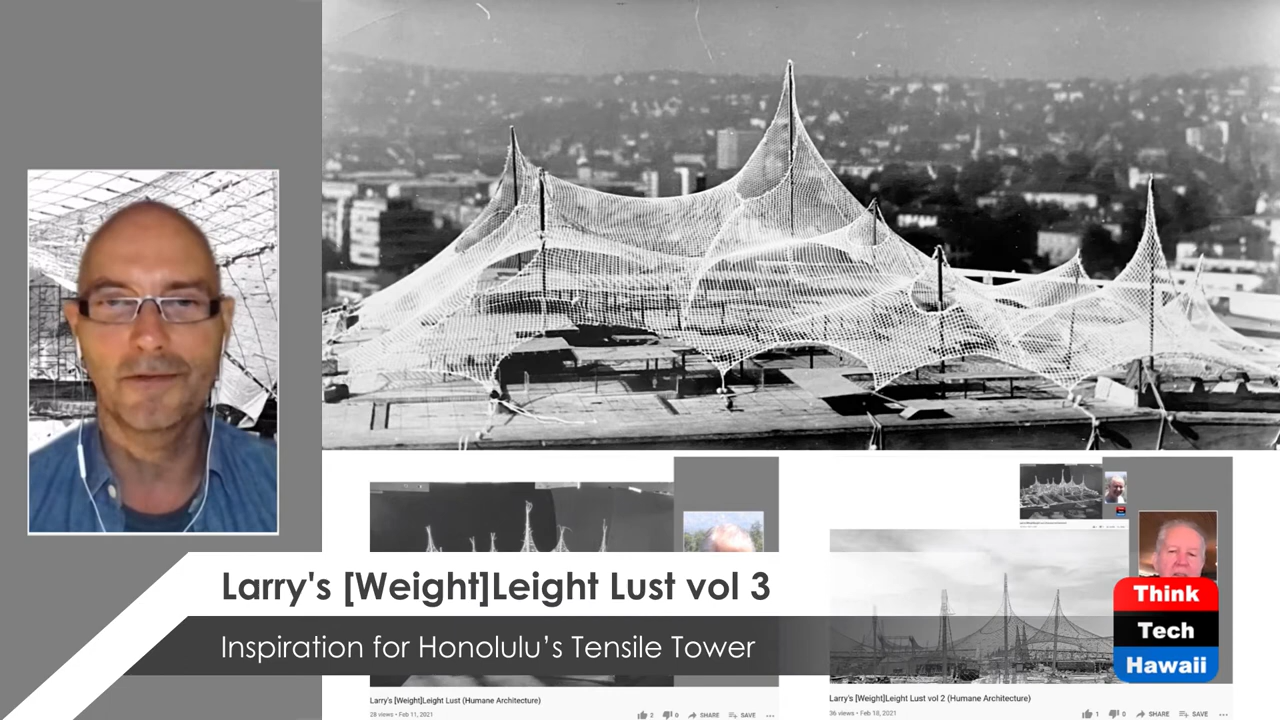 Larry's [Weight]Leight Lust vol 3
Inspiration for Honolulu’s Tensile Tower
Think
Tech
Hawaii
Larry's [Weight]Leight Lust (Humane Architecture)
28 views • Feb 11, 2021
2
0
SHARE
SAVE
...
Larry's [Weight]Leight Lust vol 2 (Humane Architecture)
36 views • Feb 18, 2021
1
0
SHARE
SAVE
...